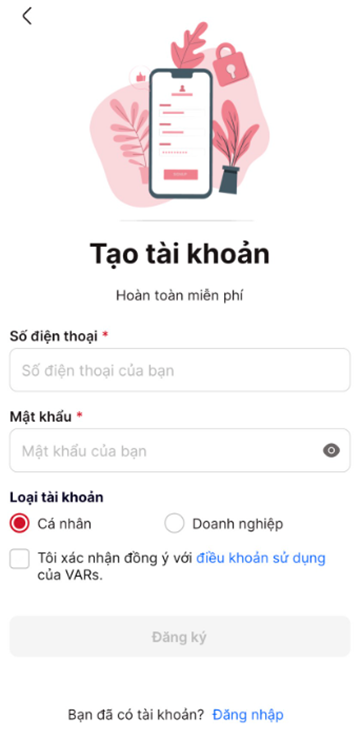 Tạo tài khoản
Hoàn toàn miễn phí
Số điện thoại *
Số điện thoại của bạn
Mật khẩu *
Mật khẩu của bạn
Loại tài khoản
Cá nhân
Doanh nghiệp
Tôi xác nhận đồng ý với điều khoản sử dụng
của VARs.
Đăng ký
Bạn đã có tài khoản? Đăng nhập